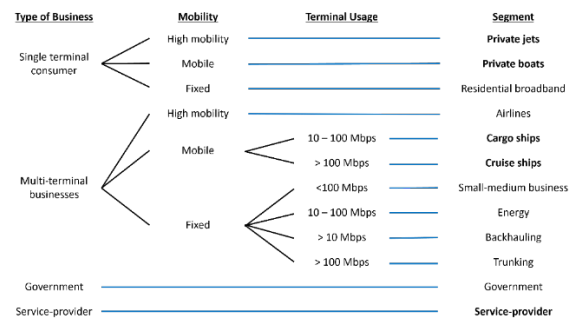 Type of Business Mobility Terminal Usage Segment
High mobility Private jets
Single terminal
consumer
Mobile Private boats
Fixed Residential broadband
High mobility Airlines
10 – 100 Mbps Cargo ships
Mobile
> 100 Mbps Cruise ships
Multi-terminal
businesses
<100 Mbps Small-medium business
10 – 100 Mbps Energy
Fixed
> 10 Mbps Backhauling
> 100 Mbps Trunking
Government Government
Service-provider Service-provider